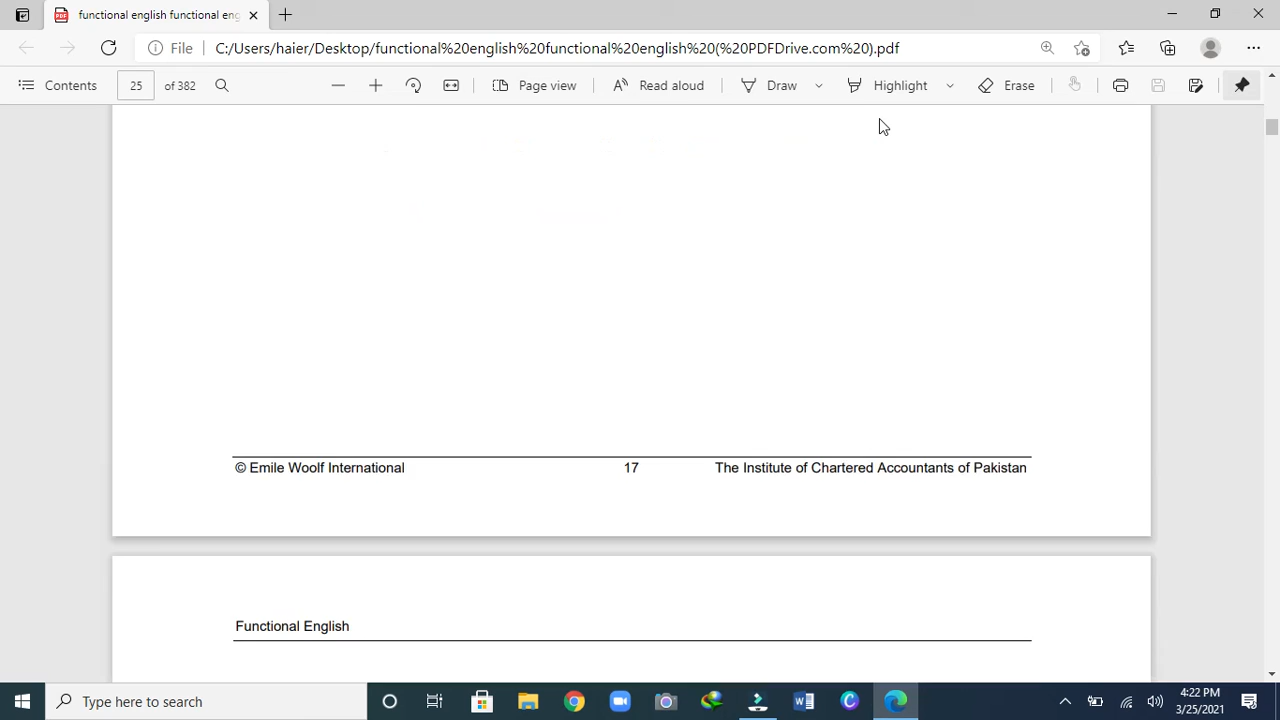 functional english functional eng
File
C:/Users/haier/Desktop/functional%20english%20functional%20english%20(%20PDFDrive.com%20).pdf
Contents
25
of 382
Page view
Read aloud
Draw
Highlight
Erase
© Emile Woolf International
17
The Institute of Chartered Accountants of Pakistan
Functional English
Type here to search
4:22 PM
3/25/2021